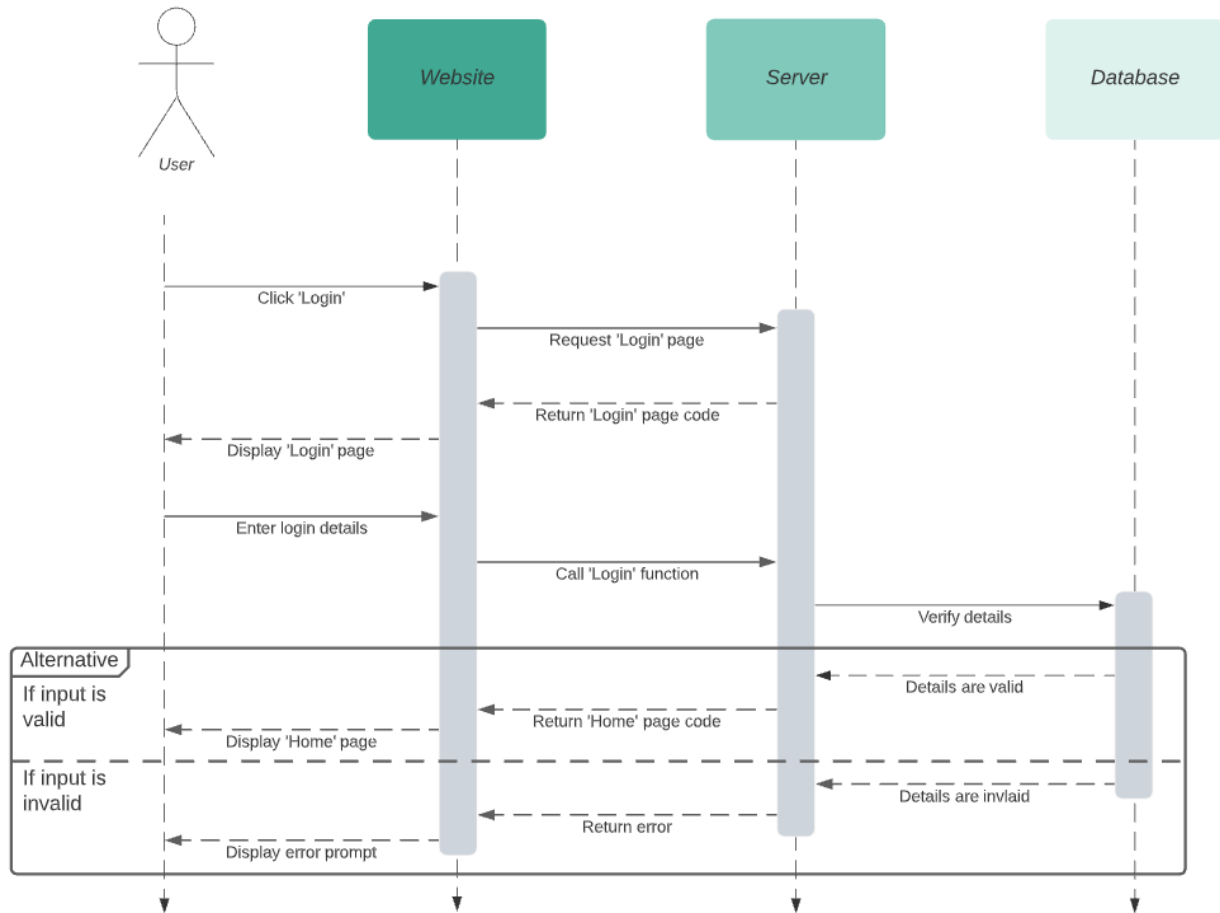 Website
Server
Database
User
Click 'Login'
Request 'Login' page
Return 'Login' page code
Display 'Login' page
Enter login details
Call 'Login' function
Verify details
Alternative
If input is
valid
Details are valid
Return 'Home' page code
Display 'Home' page
If input is
invalid
Details are invlaid
Return error
Display error prompt